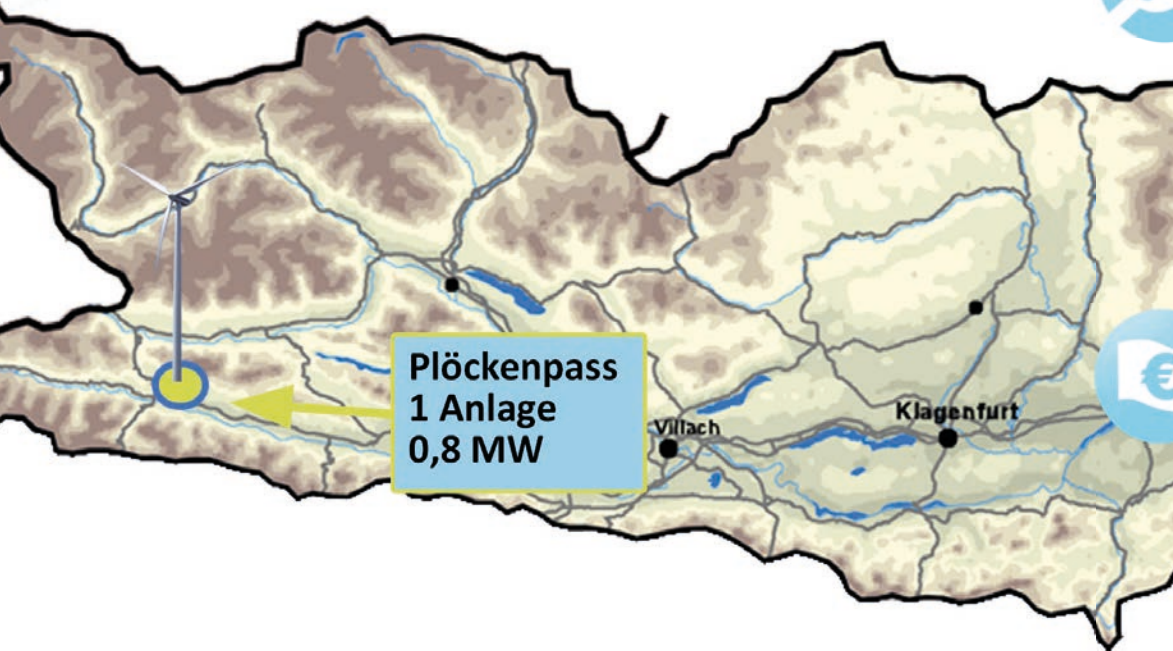 Plöckenpass
1 Anlage
0,8 MW
Villach
Klagenfurt
€